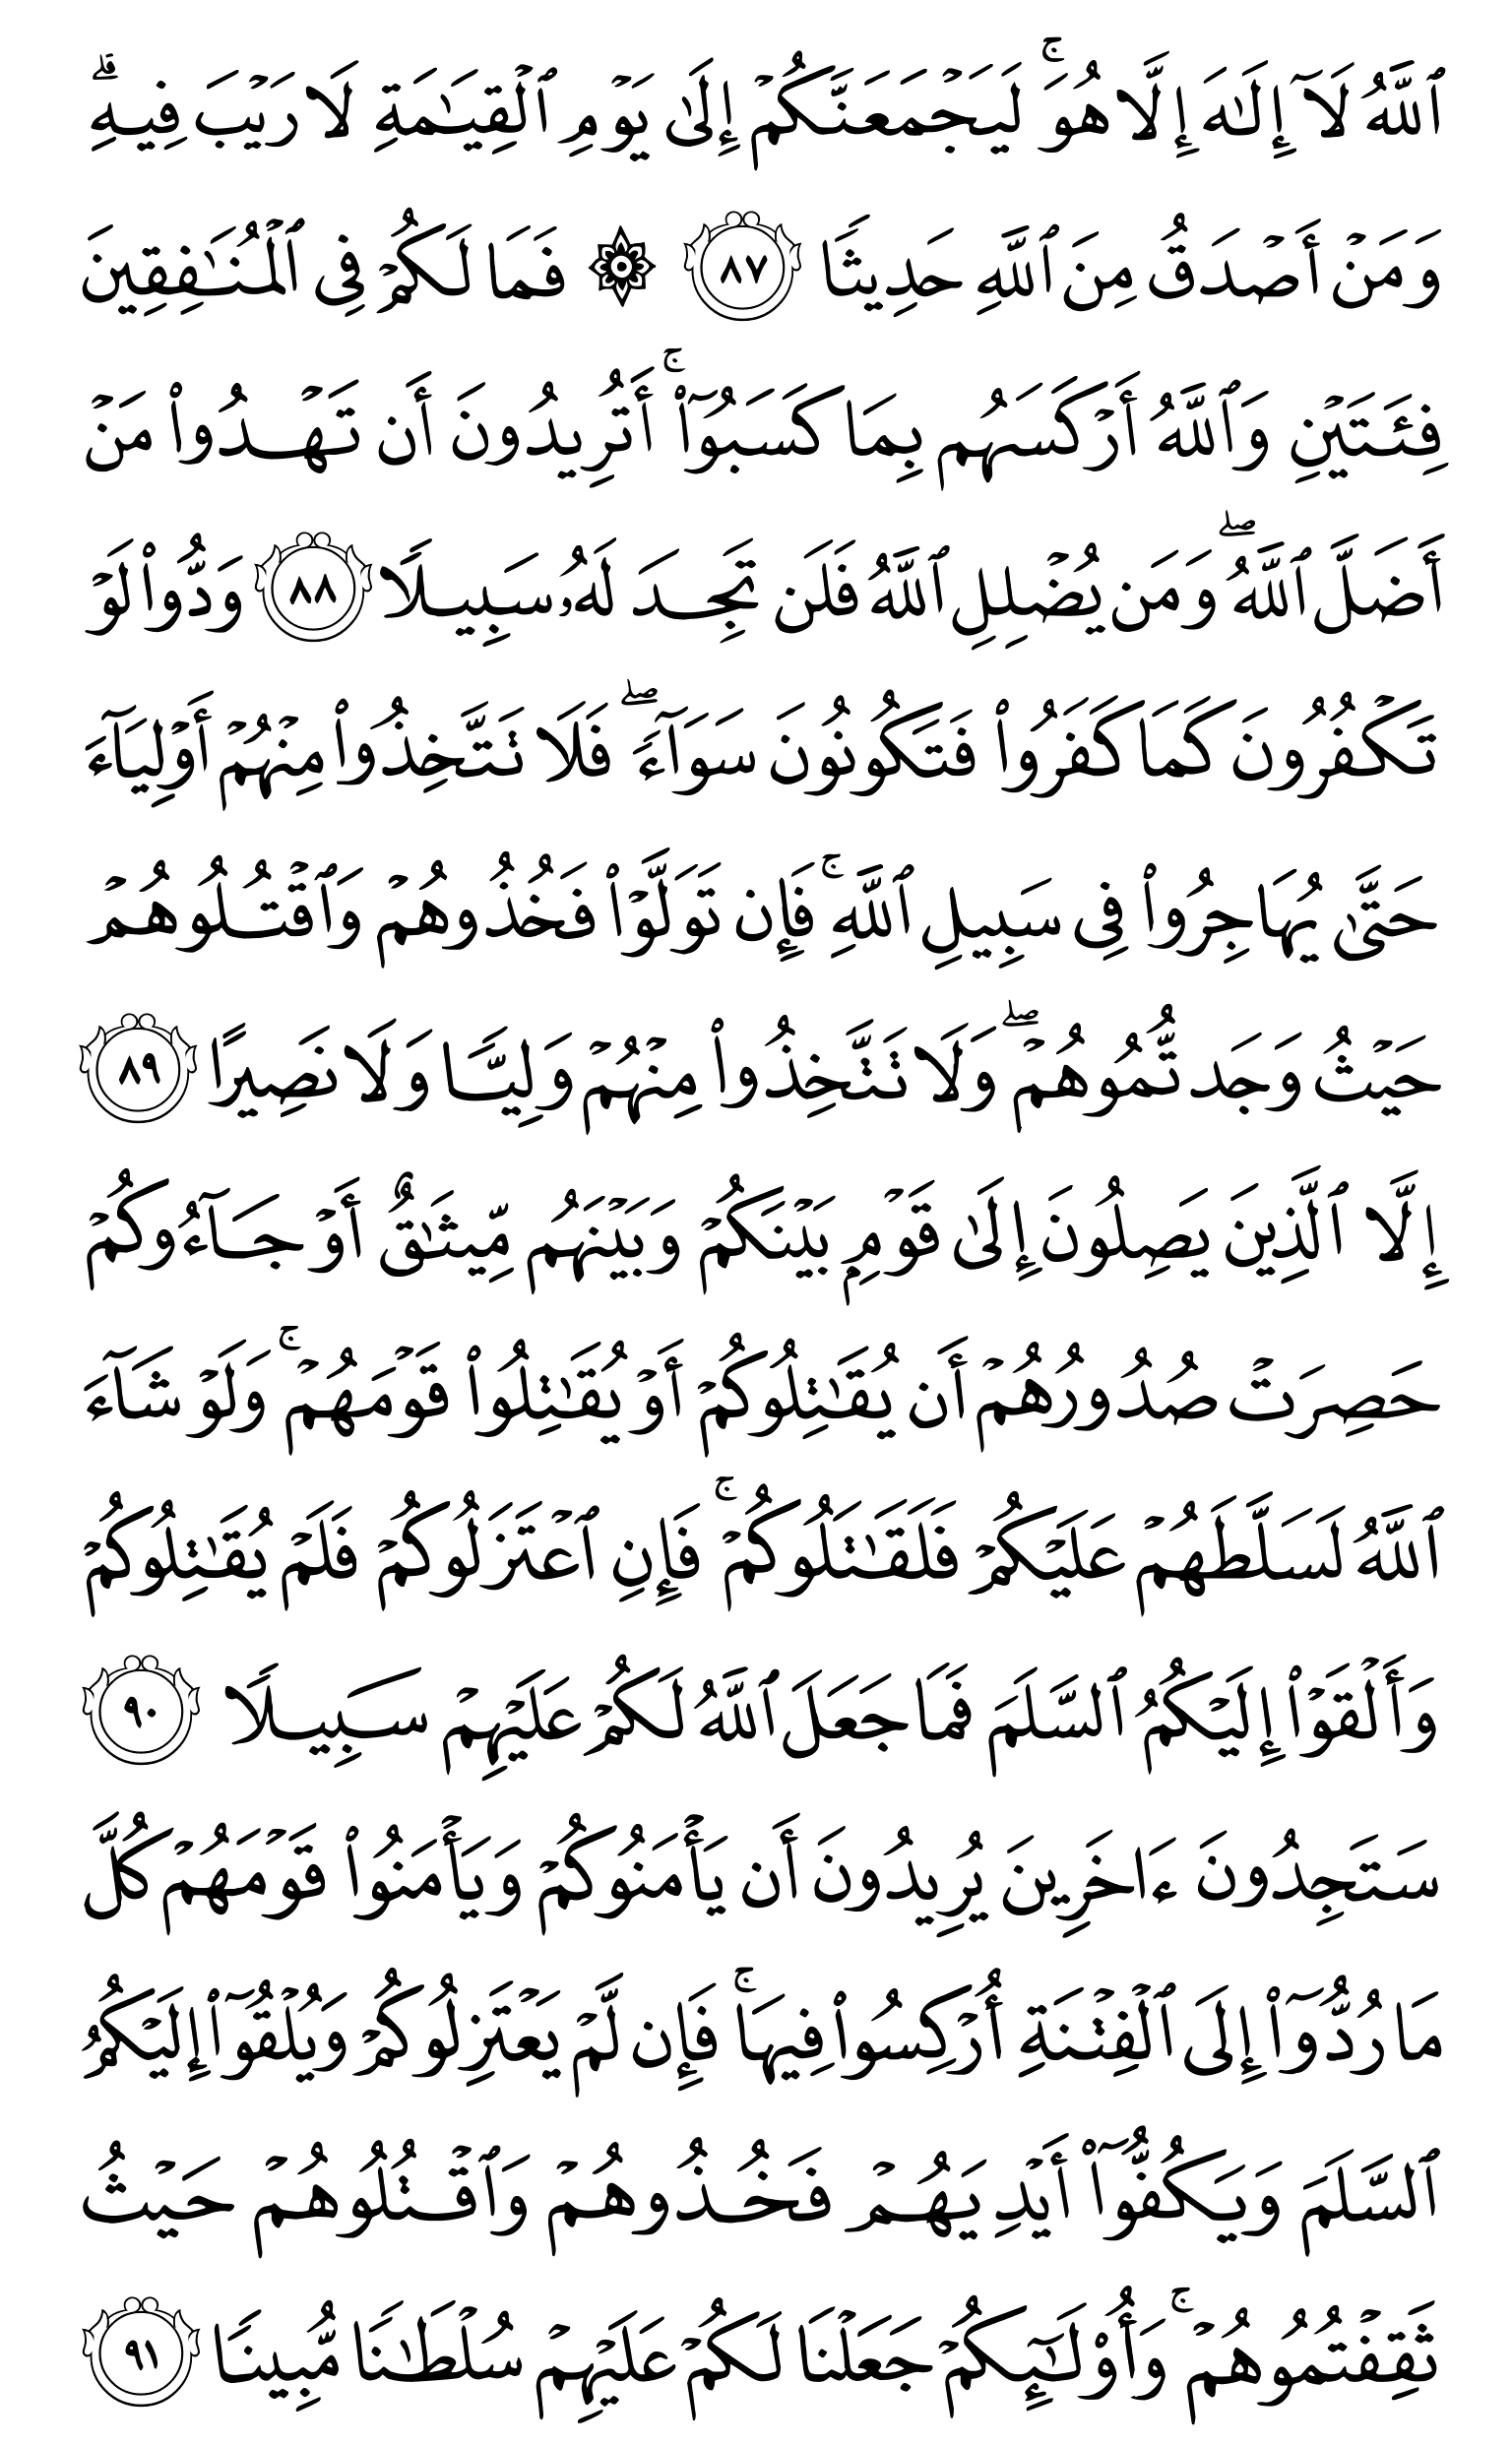 ٱللَّهُ لَآ إِلَـٰهَ إِلَّا هُوَۚ لَيَجْمَعَنَّكُمْ إِلَىٰ يَوْمِ ٱلْقِيَـٰمَةِ لَا رَيْبَ فِيهِۗ
وَمَنْ أَصْدَقُ مِنَ ٱللَّهِ حَدِيثًا ٨٧ ۞ فَمَا لَكُمْ فِى ٱلْمُنَـٰفِقِينَ
فِئَتَيْنِ وَٱللَّهُ أَرْكَسَهُم بِمَا كَسَبُوٓا۟ۚ أَتُرِيدُونَ أَن تَهْدُوا۟ مَنْ
أَضَلَّ ٱللَّهُۖ وَمَن يُضْلِلِ ٱللَّهُ فَلَن تَجِدَ لَهُۥ سَبِيلًا ٨٨ وَدُّوا۟ لَوْ
تَكْفُرُونَ كَمَا كَفَرُوا۟ فَتَكُونُونَ سَوَآءًۖ فَلَا تَتَّخِذُوا۟ مِنْهُمْ أَوْلِيَآءَ
حَتَّىٰ يُهَاجِرُوا۟ فِى سَبِيلِ ٱللَّهِۚ فَإِن تَوَلَّوْا۟ فَخُذُوهُمْ وَٱقْتُلُوهُمْ
حَيْثُ وَجَدتُّمُوهُمْۖ وَلَا تَتَّخِذُوا۟ مِنْهُمْ وَلِيًّا وَلَا نَصِيرًا ٨٩
إِلَّا ٱلَّذِينَ يَصِلُونَ إِلَىٰ قَوْمِۭ بَيْنَكُمْ وَبَيْنَهُم مِّيثَـٰقٌ أَوْ جَآءُوكُمْ
حَصِرَتْ صُدُورُهُمْ أَن يُقَـٰتِلُوكُمْ أَوْ يُقَـٰتِلُوا۟ قَوْمَهُمْۚ وَلَوْ شَآءَ
ٱللَّهُ لَسَلَّطَهُمْ عَلَيْكُمْ فَلَقَـٰتَلُوكُمْۚ فَإِنِ ٱعْتَزَلُوكُمْ فَلَمْ يُقَـٰتِلُوكُمْ
وَأَلْقَوْا۟ إِلَيْكُمُ ٱلسَّلَمَ فَمَا جَعَلَ ٱللَّهُ لَكُمْ عَلَيْهِمْ سَبِيلًا ٩٠
سَتَجِدُونَ ءَاخَرِينَ يُرِيدُونَ أَن يَأْمَنُوكُمْ وَيَأْمَنُوا۟ قَوْمَهُمْ كُلَّ
مَا رُدُّوٓا۟ إِلَى ٱلْفِتْنَةِ أُرْكِسُوا۟ فِيهَاۚ فَإِن لَّمْ يَعْتَزِلُوكُمْ وَيُلْقُوٓا۟ إِلَيْكُمُ
ٱلسَّلَمَ وَيَكُفُّوٓا۟ أَيْدِيَهُمْ فَخُذُوهُمْ وَٱقْتُلُوهُمْ حَيْثُ
ثَقِفْتُمُوهُمْۚ وَأُو۟لَـٰٓئِكُمْ جَعَلْنَا لَكُمْ عَلَيْهِمْ سُلْطَـٰنًا مُّبِينًا ٩١